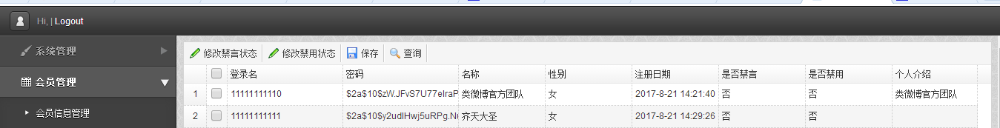 Hi, | Logout
系统管理
会员管理
会员信息管理
修改禁言状态 修改禁用状态 保存 查询
登录名 密码 名称 性别 注册日期 是否禁言 是否禁用 个人介绍
1 11111111110 $2a$10$zW.JFvS7U77eIraP 类微博官方团队 女 2017-8-21 14:21:40 否 否 类微博官方团队
2 11111111111 $2a$10$y2udIHwj5uRPg.Nu 齐天大圣 女 2017-8-21 14:29:26 否 否